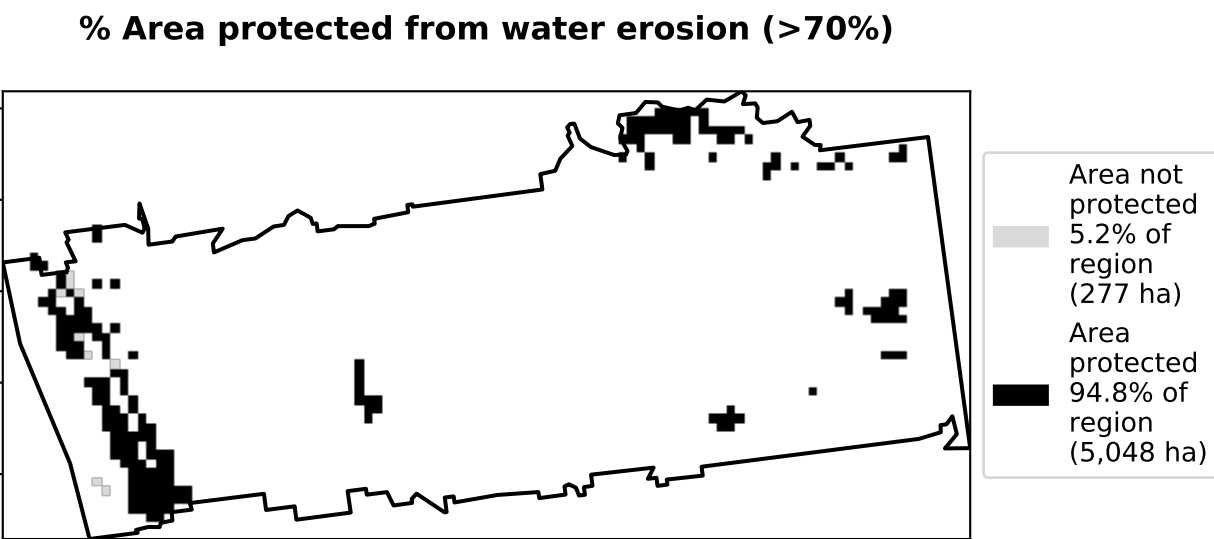 % Area protected from water erosion (>70%)
Area not
protected
5.2% of
region
(277 ha)
Area
protected
94.8% of
region
(5,048 ha)